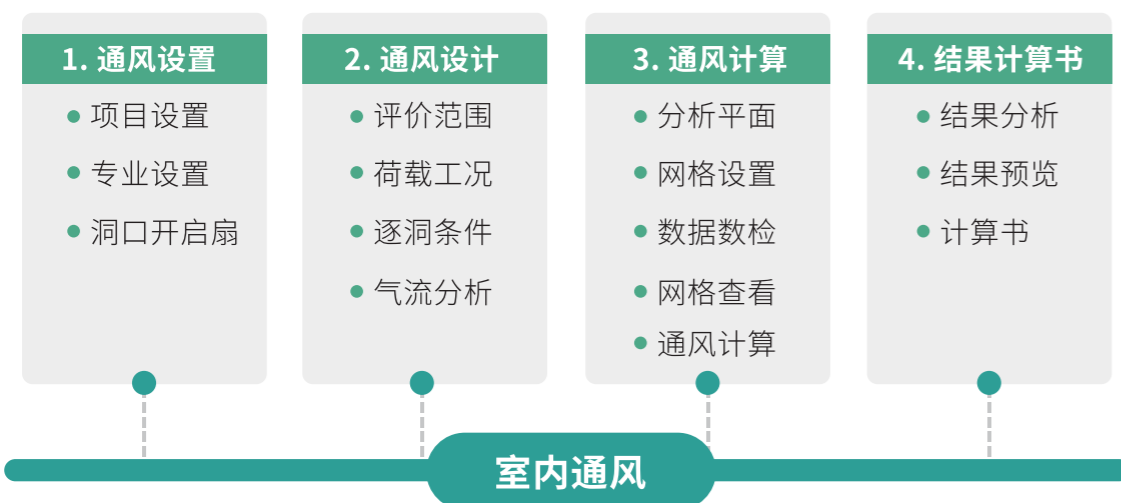 1. 通风设置
项目设置
专业设置
洞口开启扇
2. 通风设计
评价范围
荷载工况
逐洞条件
气流分析
3. 通风计算
分析平面
网格设置
数据数检
网格查看
通风计算
4. 结果计算书
结果分析
结果预览
计算书
室内通风